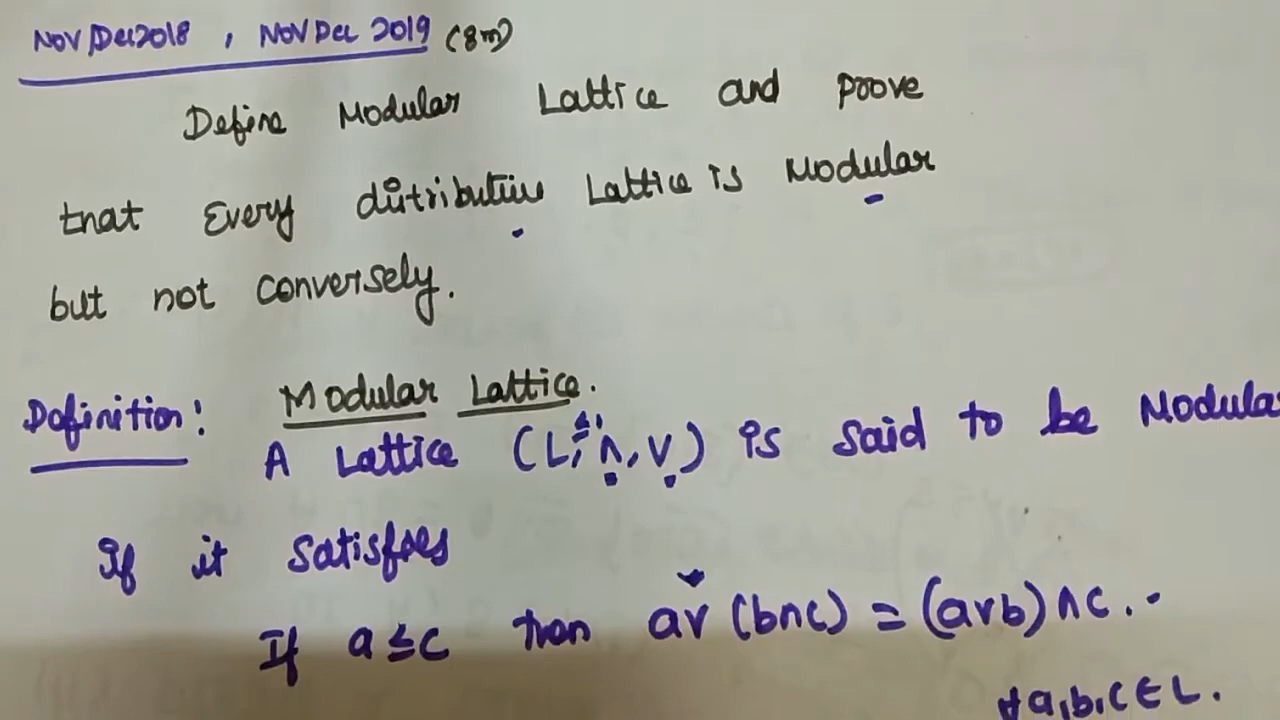 Nov/Dec2018 , Nov Dec 2019 (8m)
Define Modular Lattice and prove
that Every distributive Lattice is Modular
but not conversely.
Definition: Modular Lattice.
A Lattice (L, ≤, ∧, ∨) is said to be Modular
If it satisfies
If a ≤ c then a∨ (b∧c) = (a∨b)∧c.
∀ a,b,c ∈ L.